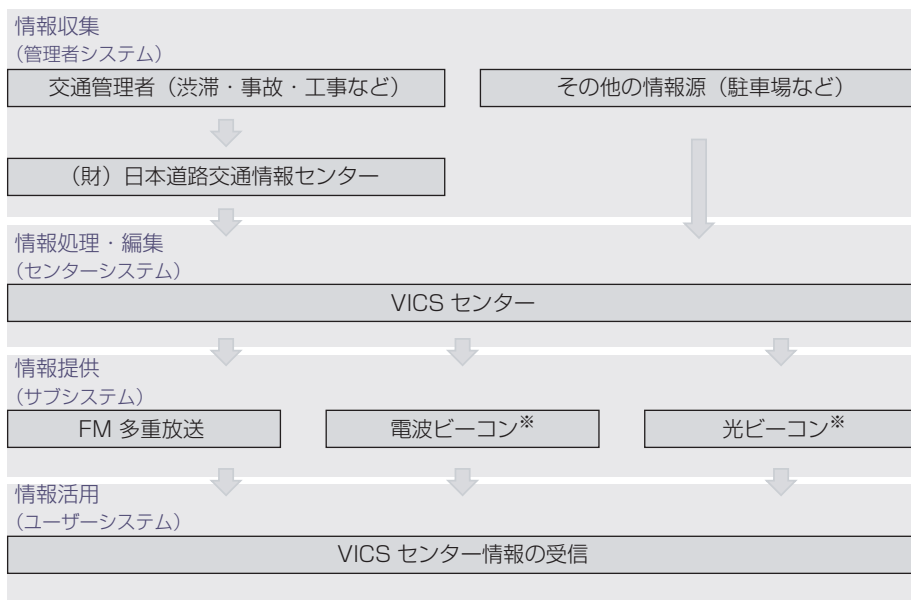 情報収集
（管理者システム）
交通管理者（渋滞・事故・工事など）
その他の情報源（駐車場など）
（財）日本道路交通情報センター
情報処理・編集
（センターシステム）
VICS センター
情報提供
（サブシステム）
FM 多重放送
電波ビーコン※
光ビーコン※
情報活用
（ユーザーシステム）
VICS センター情報の受信